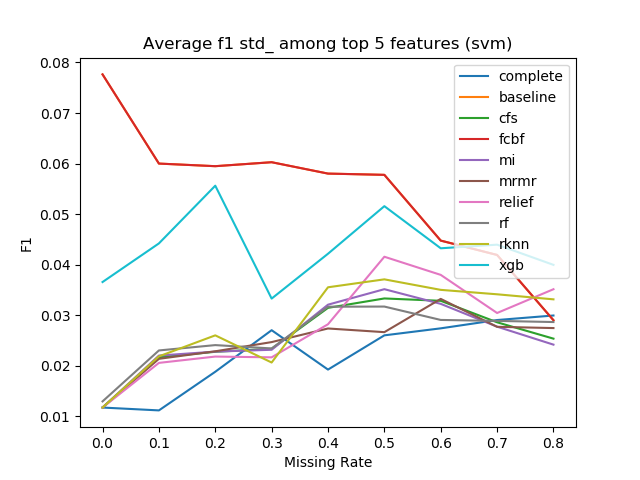 Average f1 std_ among top 5 features (svm)
0.08
0.07
0.06
0.05
0.04
0.03
0.02
0.01
F1
complete
baseline
cfs
fcbf
mi
mrmr
relief
rf
rknn
xgb
0.0 0.1 0.2 0.3 0.4 0.5 0.6 0.7 0.8
Missing Rate